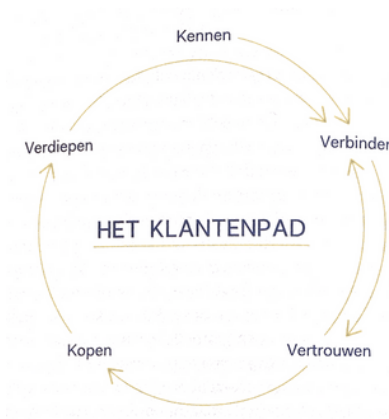 Kennen
Verdiepen
Verbinden
HET KLANTENPAD
Kopen
Vertrouwen